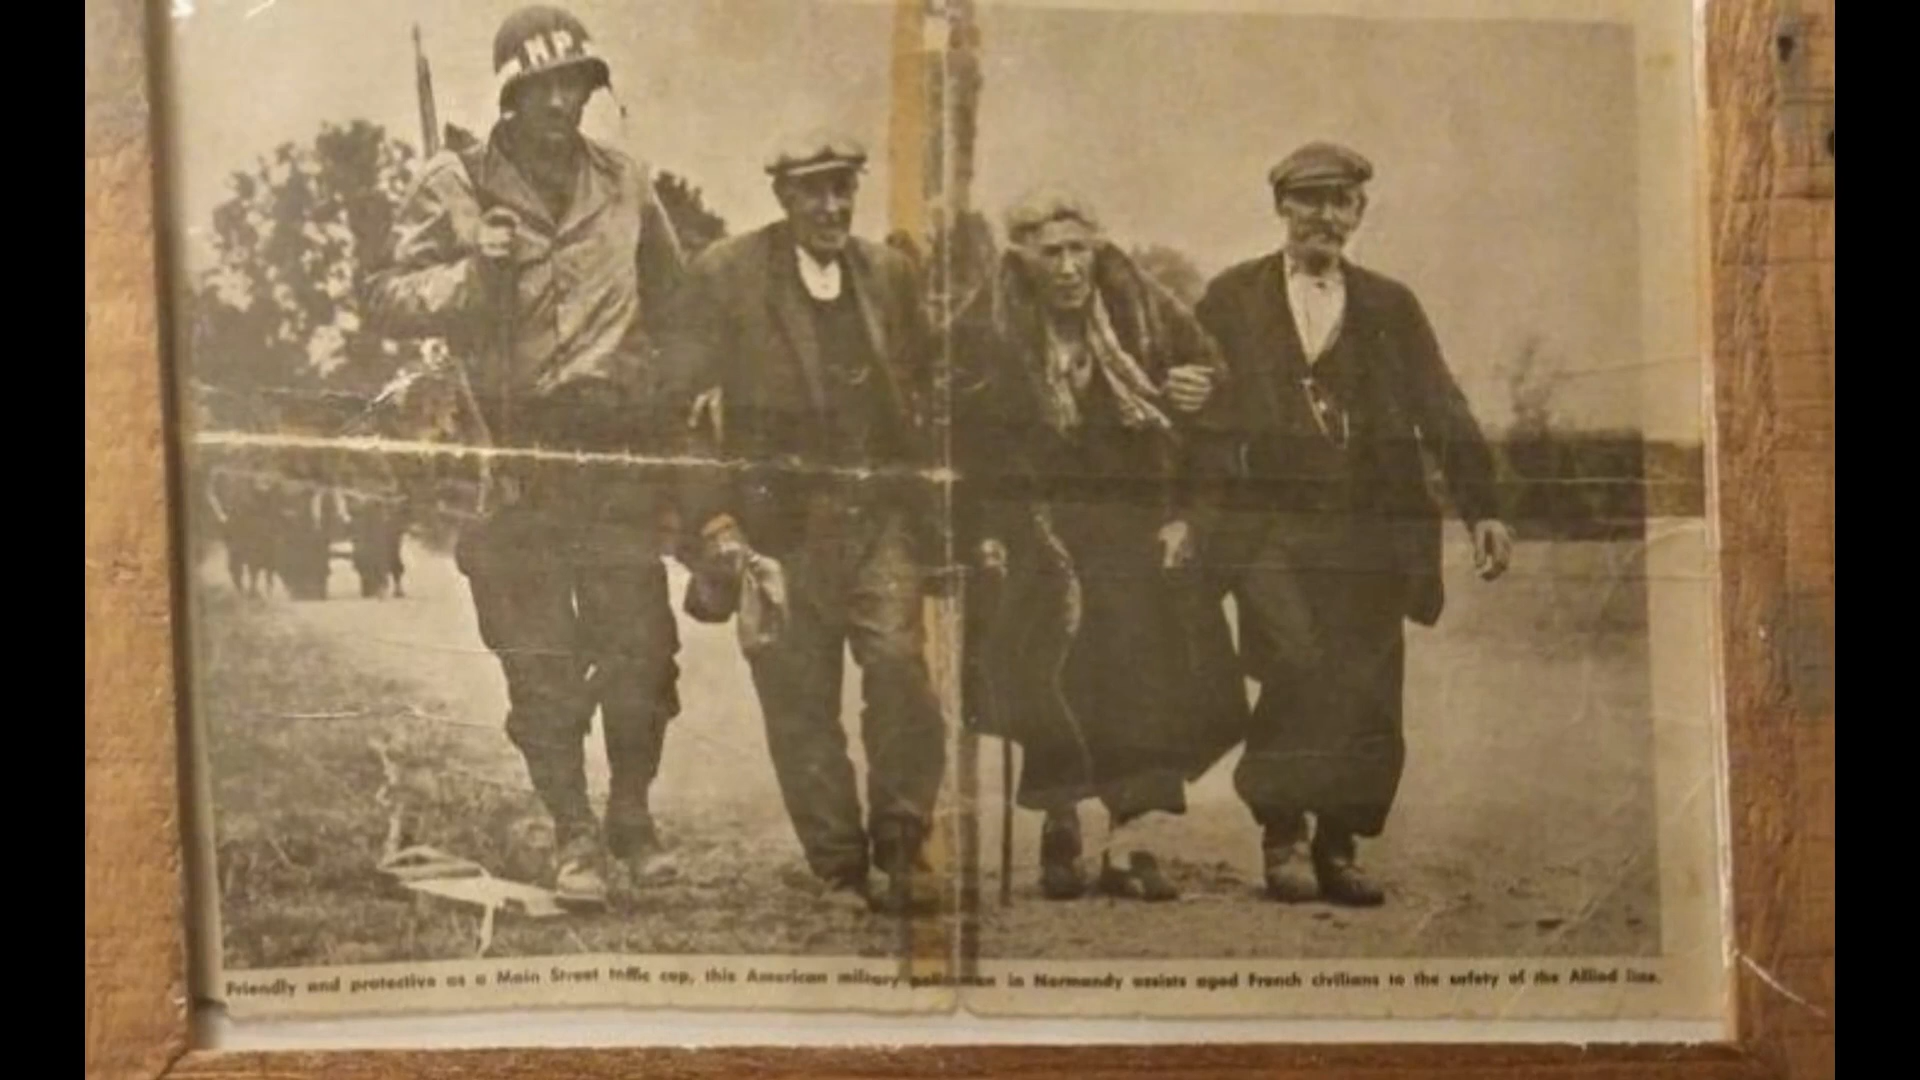 MP
Friendly and protective as a Main Street taffic cop, this American military policeman in Normandy assists aged French civilians to the safety of the Allied line.